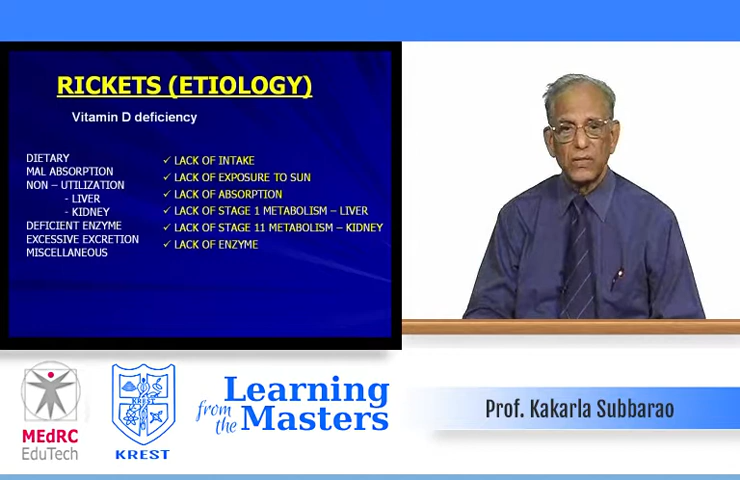 RICKETS (ETIOLOGY)
Vitamin D deficiency
DIETARY
MAL ABSORPTION
NON – UTILIZATION
- LIVER
- KIDNEY
DEFICIENT ENZYME
EXCESSIVE EXCRETION
MISCELLANEOUS
✓ LACK OF INTAKE
✓ LACK OF EXPOSURE TO SUN
✓ LACK OF ABSORPTION
✓ LACK OF STAGE 1 METABOLISM – LIVER
✓ LACK OF STAGE 11 METABOLISM – KIDNEY
✓ LACK OF ENZYME
MEdRC
EduTech
KREST
KREST
Learning
from the Masters
Prof. Kakarla Subbarao